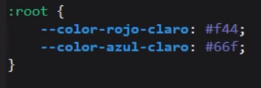 :root {
--color-rojo-claro: #f44;
--color-azul-claro: #66f;
}